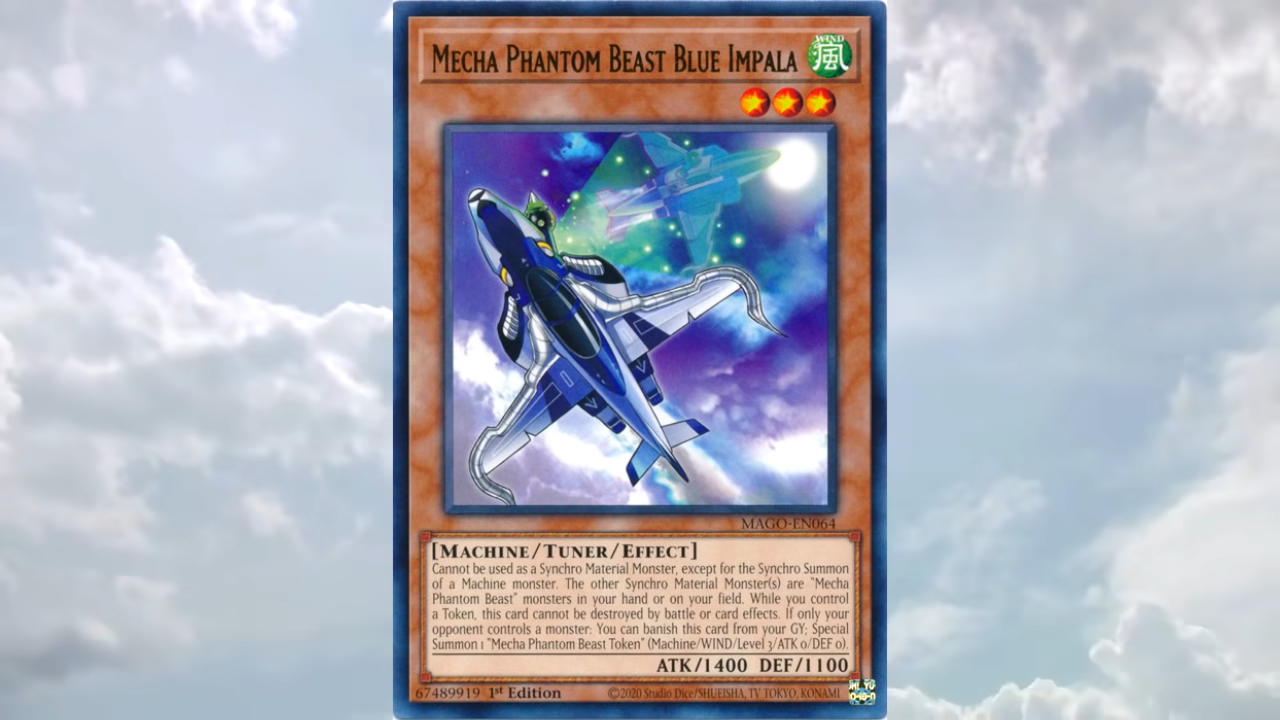 MECHA PHANTOM BEAST BLUE IMPALA
WIND
風
MAGO-EN064
[MACHINE/TUNER/EFFECT]
Cannot be used as a Synchro Material Monster, except for the Synchro Summon
of a Machine monster. The other Synchro Material Monster(s) are "Mecha
Phantom Beast" monsters in your hand or on your field. While you control
a Token, this card cannot be destroyed by battle or card effects. If only your
opponent controls a monster: You can banish this card from your GY; Special
Summon 1 "Mecha Phantom Beast Token" (Machine/WIND/Level 3/ATK 0/DEF 0).
ATK/1400 DEF/1100
67489919 1st Edition ©2020 Studio Dice/SHUEISHA, TV TOKYO, KONAMI